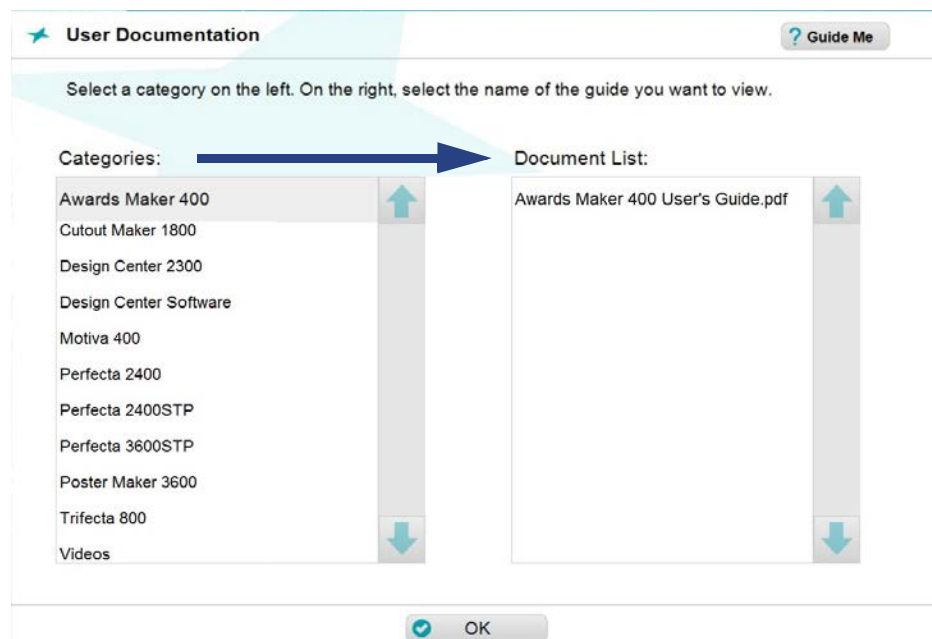 User Documentation
? Guide Me
Select a category on the left. On the right, select the name of the guide you want to view.
Categories:
Document List:
Awards Maker 400
Awards Maker 400 User's Guide.pdf
Cutout Maker 1800
Design Center 2300
Design Center Software
Motiva 400
Perfecta 2400
Perfecta 2400STP
Perfecta 3600STP
Poster Maker 3600
Trifecta 800
Videos
OK